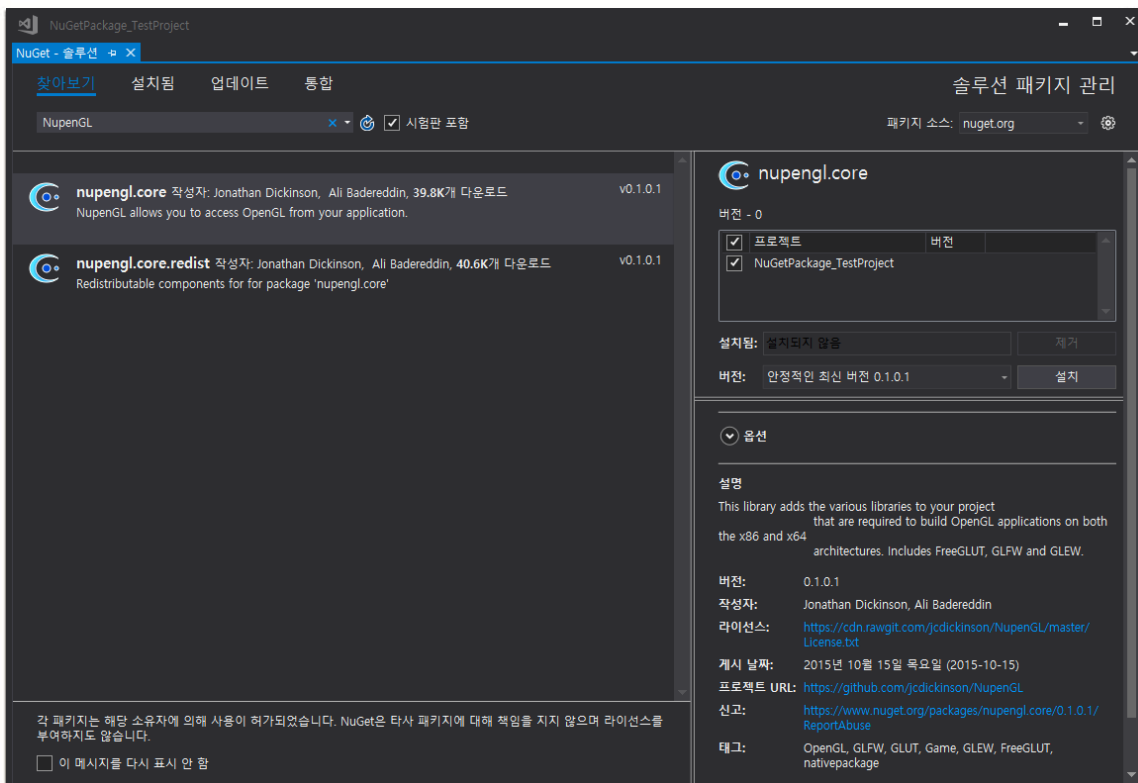 NuGetPackage_TestProject
NuGet - 솔루션
찾아보기 설치됨 업데이트 통합
솔루션 패키지 관리
NupenGL
시험판 포함
패키지 소스: nuget.org
nupengl.core 작성자: Jonathan Dickinson, Ali Badereddin, 39.8K개 다운로드
v0.1.0.1
NupenGL allows you to access OpenGL from your application.
nupengl.core.redist 작성자: Jonathan Dickinson, Ali Badereddin, 40.6K개 다운로드
v0.1.0.1
Redistributable components for for package 'nupengl.core'
각 패키지는 해당 소유자에 의해 사용이 허가되었습니다. NuGet은 타사 패키지에 대해 책임을 지지 않으며 라이선스를
부여하지도 않습니다.
이 메시지를 다시 표시 안 함
nupengl.core
버전 - 0
프로젝트 버전
NuGetPackage_TestProject
설치됨: 설치되지 않음 제거
버전: 안정적인 최신 버전 0.1.0.1 설치
옵션
설명
This library adds the various libraries to your project
that are required to build OpenGL applications on both
the x86 and x64
architectures. Includes FreeGLUT, GLFW and GLEW.
버전: 0.1.0.1
작성자: Jonathan Dickinson, Ali Badereddin
라이선스: https://cdn.rawgit.com/jcdickinson/NupenGL/master/
License.txt
게시 날짜: 2015년 10월 15일 목요일 (2015-10-15)
프로젝트 URL: https://github.com/jcdickinson/NupenGL
신고: https://www.nuget.org/packages/nupengl.core/0.1.0.1/
ReportAbuse
태그: OpenGL, GLFW, GLUT, Game, GLEW, FreeGLUT,
nativepackage